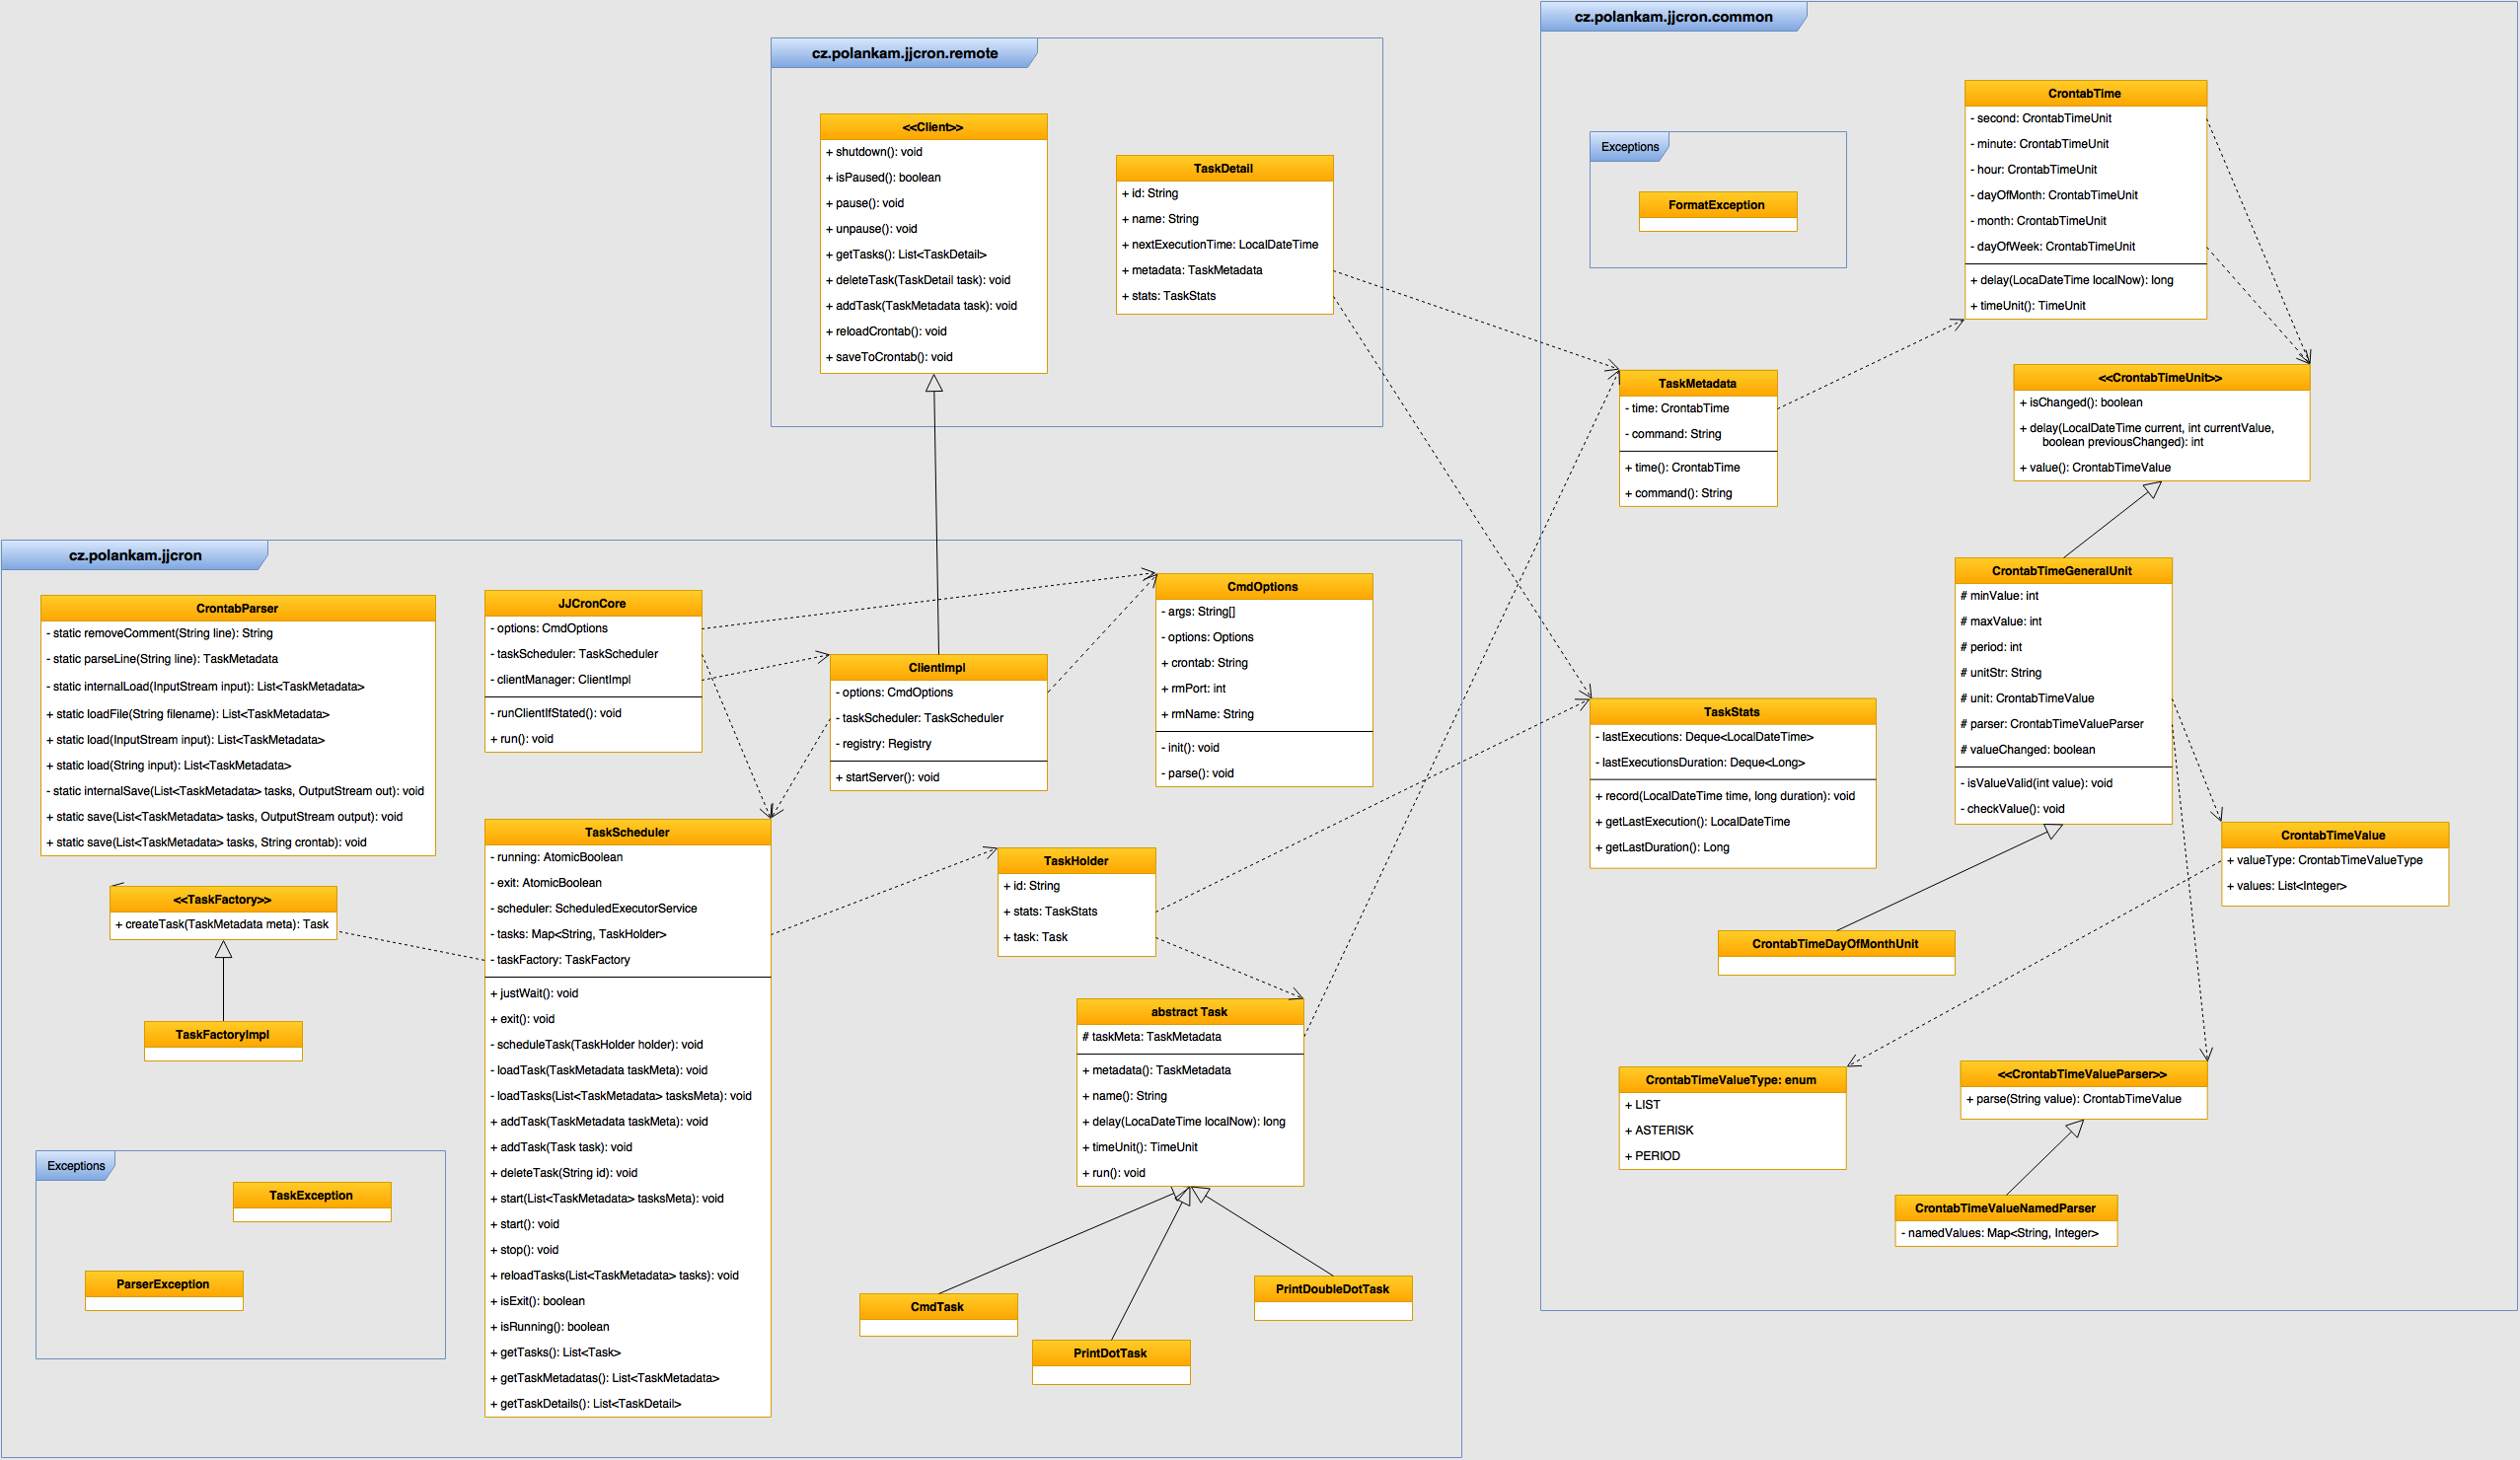 cz.polankam.jjcron.remote
<<Client>>
+ shutdown(): void
+ isPaused(): boolean
+ pause(): void
+ unpause(): void
+ getTasks(): List<TaskDetail>
+ deleteTask(TaskDetail task): void
+ addTask(TaskMetadata task): void
+ reloadCrontab(): void
+ saveToCrontab(): void
TaskDetail
+ id: String
+ name: String
+ nextExecutionTime: LocalDateTime
+ metadata: TaskMetadata
+ stats: TaskStats
cz.polankam.jjcron.common
Exceptions
FormatException
CrontabTime
- second: CrontabTimeUnit
- minute: CrontabTimeUnit
- hour: CrontabTimeUnit
- dayOfMonth: CrontabTimeUnit
- month: CrontabTimeUnit
- dayOfWeek: CrontabTimeUnit
+ delay(LocaDateTime localNow): long
+ timeUnit(): TimeUnit
TaskMetadata
- time: CrontabTime
- command: String
+ time(): CrontabTime
+ command(): String
<<CrontabTimeUnit>>
+ isChanged(): boolean
+ delay(LocalDateTime current, int currentValue,
boolean previousChanged): int
+ value(): CrontabTimeValue
CrontabTimeGeneralUnit
# minValue: int
# maxValue: int
# period: int
# unitStr: String
# unit: CrontabTimeValue
# parser: CrontabTimeValueParser
# valueChanged: boolean
- isValueValid(int value): void
- checkValue(): void
TaskStats
- lastExecutions: Deque<LocalDateTime>
- lastExecutionsDuration: Deque<Long>
+ record(LocalDateTime time, long duration): void
+ getLastExecution(): LocalDateTime
+ getLastDuration(): Long
CrontabTimeValue
+ valueType: CrontabTimeValueType
+ values: List<Integer>
CrontabTimeDayOfMonthUnit
CrontabTimeValueType: enum
+ LIST
+ ASTERISK
+ PERIOD
<<CrontabTimeValueParser>>
+ parse(String value): CrontabTimeValue
CrontabTimeValueNamedParser
- namedValues: Map<String, Integer>
cz.polankam.jjcron
CrontabParser
- static removeComment(String line): String
- static parseLine(String line): TaskMetadata
- static internalLoad(InputStream input): List<TaskMetadata>
+ static loadFile(String filename): List<TaskMetadata>
+ static load(InputStream input): List<TaskMetadata>
+ static load(String input): List<TaskMetadata>
- static internalSave(List<TaskMetadata> tasks, OutputStream out): void
+ static save(List<TaskMetadata> tasks, OutputStream output): void
+ static save(List<TaskMetadata> tasks, String crontab): void
JJCronCore
- options: CmdOptions
- taskScheduler: TaskScheduler
- clientManager: ClientImpl
- runClientIfStated(): void
+ run(): void
ClientImpl
- options: CmdOptions
- taskScheduler: TaskScheduler
- registry: Registry
+ startServer(): void
CmdOptions
- args: String[]
- options: Options
+ crontab: String
+ rmPort: int
+ rmName: String
- init(): void
- parse(): void
<<TaskFactory>>
+ createTask(TaskMetadata meta): Task
TaskFactoryImpl
TaskScheduler
- running: AtomicBoolean
- exit: AtomicBoolean
- scheduler: ScheduledExecutorService
- tasks: Map<String, TaskHolder>
- taskFactory: TaskFactory
+ justWait(): void
+ exit(): void
- scheduleTask(TaskHolder holder): void
- loadTask(TaskMetadata taskMeta): void
- loadTasks(List<TaskMetadata> tasksMeta): void
+ addTask(TaskMetadata taskMeta): void
+ addTask(Task task): void
+ deleteTask(String id): void
+ start(List<TaskMetadata> tasksMeta): void
+ start(): void
+ stop(): void
+ reloadTasks(List<TaskMetadata> tasks): void
+ isExit(): boolean
+ isRunning(): boolean
+ getTasks(): List<Task>
+ getTaskMetadatas(): List<TaskMetadata>
+ getTaskDetails(): List<TaskDetail>
TaskHolder
+ id: String
+ stats: TaskStats
+ task: Task
abstract Task
# taskMeta: TaskMetadata
+ metadata(): TaskMetadata
+ name(): String
+ delay(LocaDateTime localNow): long
+ timeUnit(): TimeUnit
+ run(): void
CmdTask
PrintDotTask
PrintDoubleDotTask
Exceptions
TaskException
ParserException